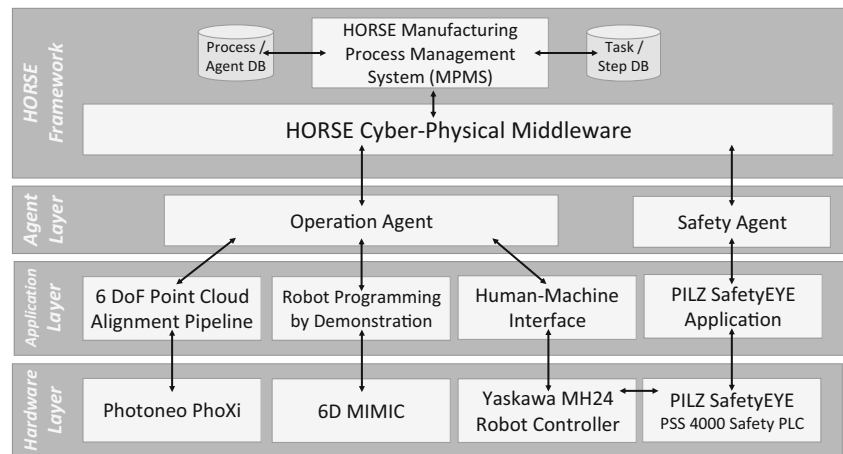 HORSE
Framework
Process /
Agent DB
HORSE Manufacturing
Process Management
System (MPMS)
Task /
Step DB
HORSE Cyber-Physical Middleware
Agent
Layer
Operation Agent
Safety Agent
Application
Layer
6 DoF Point Cloud
Alignment Pipeline
Robot Programming
by Demonstration
Human-Machine
Interface
PILZ SafetyEYE
Application
Hardware
Layer
Photoneo PhoXi
6D MIMIC
Yaskawa MH24
Robot Controller
PILZ SafetyEYE
PSS 4000 Safety PLC